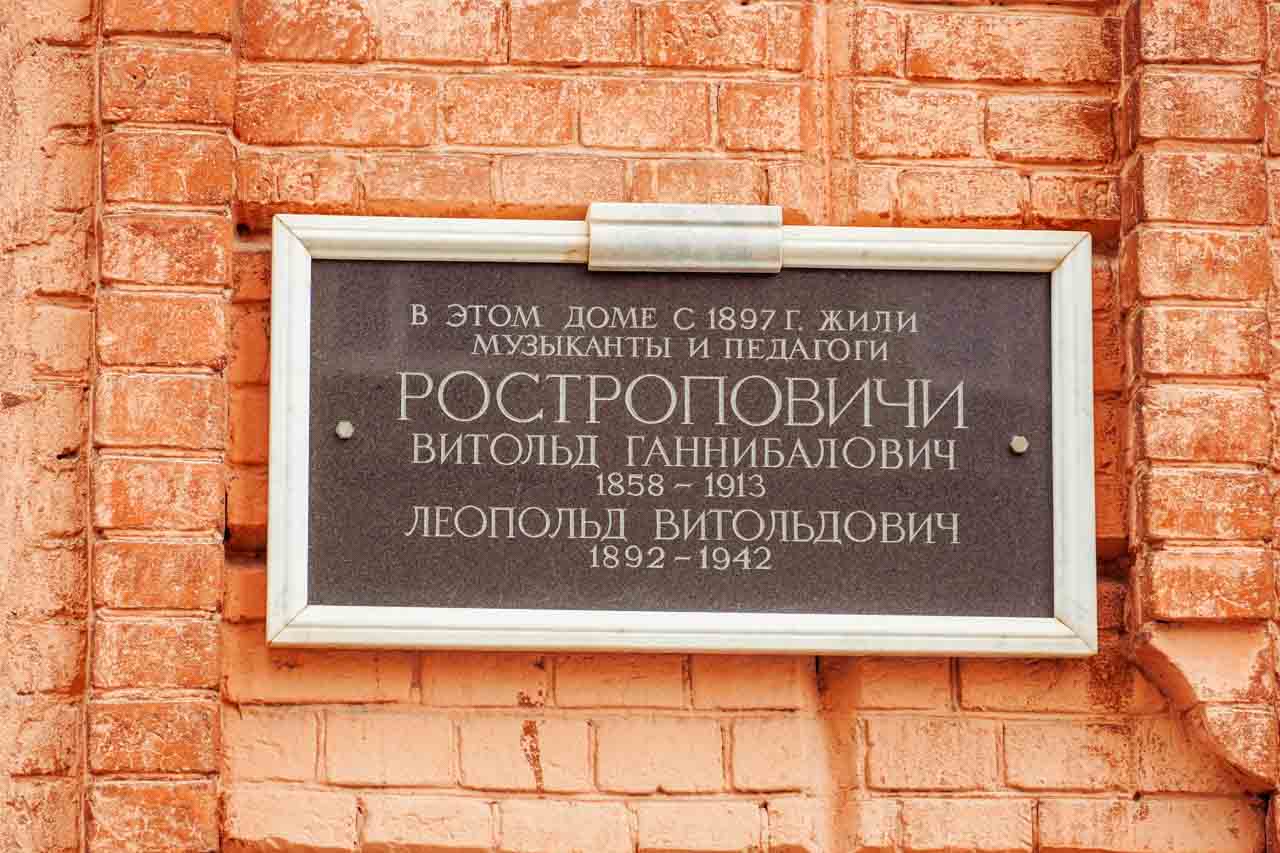 В ЭТОМ ДОМЕ С 1897 Г. ЖИЛИ
МУЗЫКАНТЫ И ПЕДАГОГИ
РОСТРОПОВИЧИ
ВИТОЛЬД ГАННИБАЛОВИЧ
1858 – 1913
ЛЕОПОЛЬД ВИТОЛЬДОВИЧ
1892 – 1942